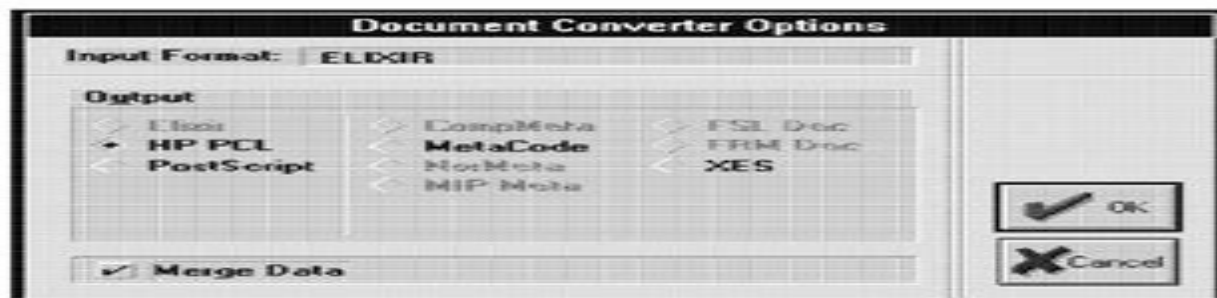 Document Converter Options
Input Format: ELIXIR
Output
Elixir CompMeta FSL Doc
HP PCL MetaCode FRM Doc
PostScript NorMeta XES
MIP Meta
OK
Merge Data
Cancel